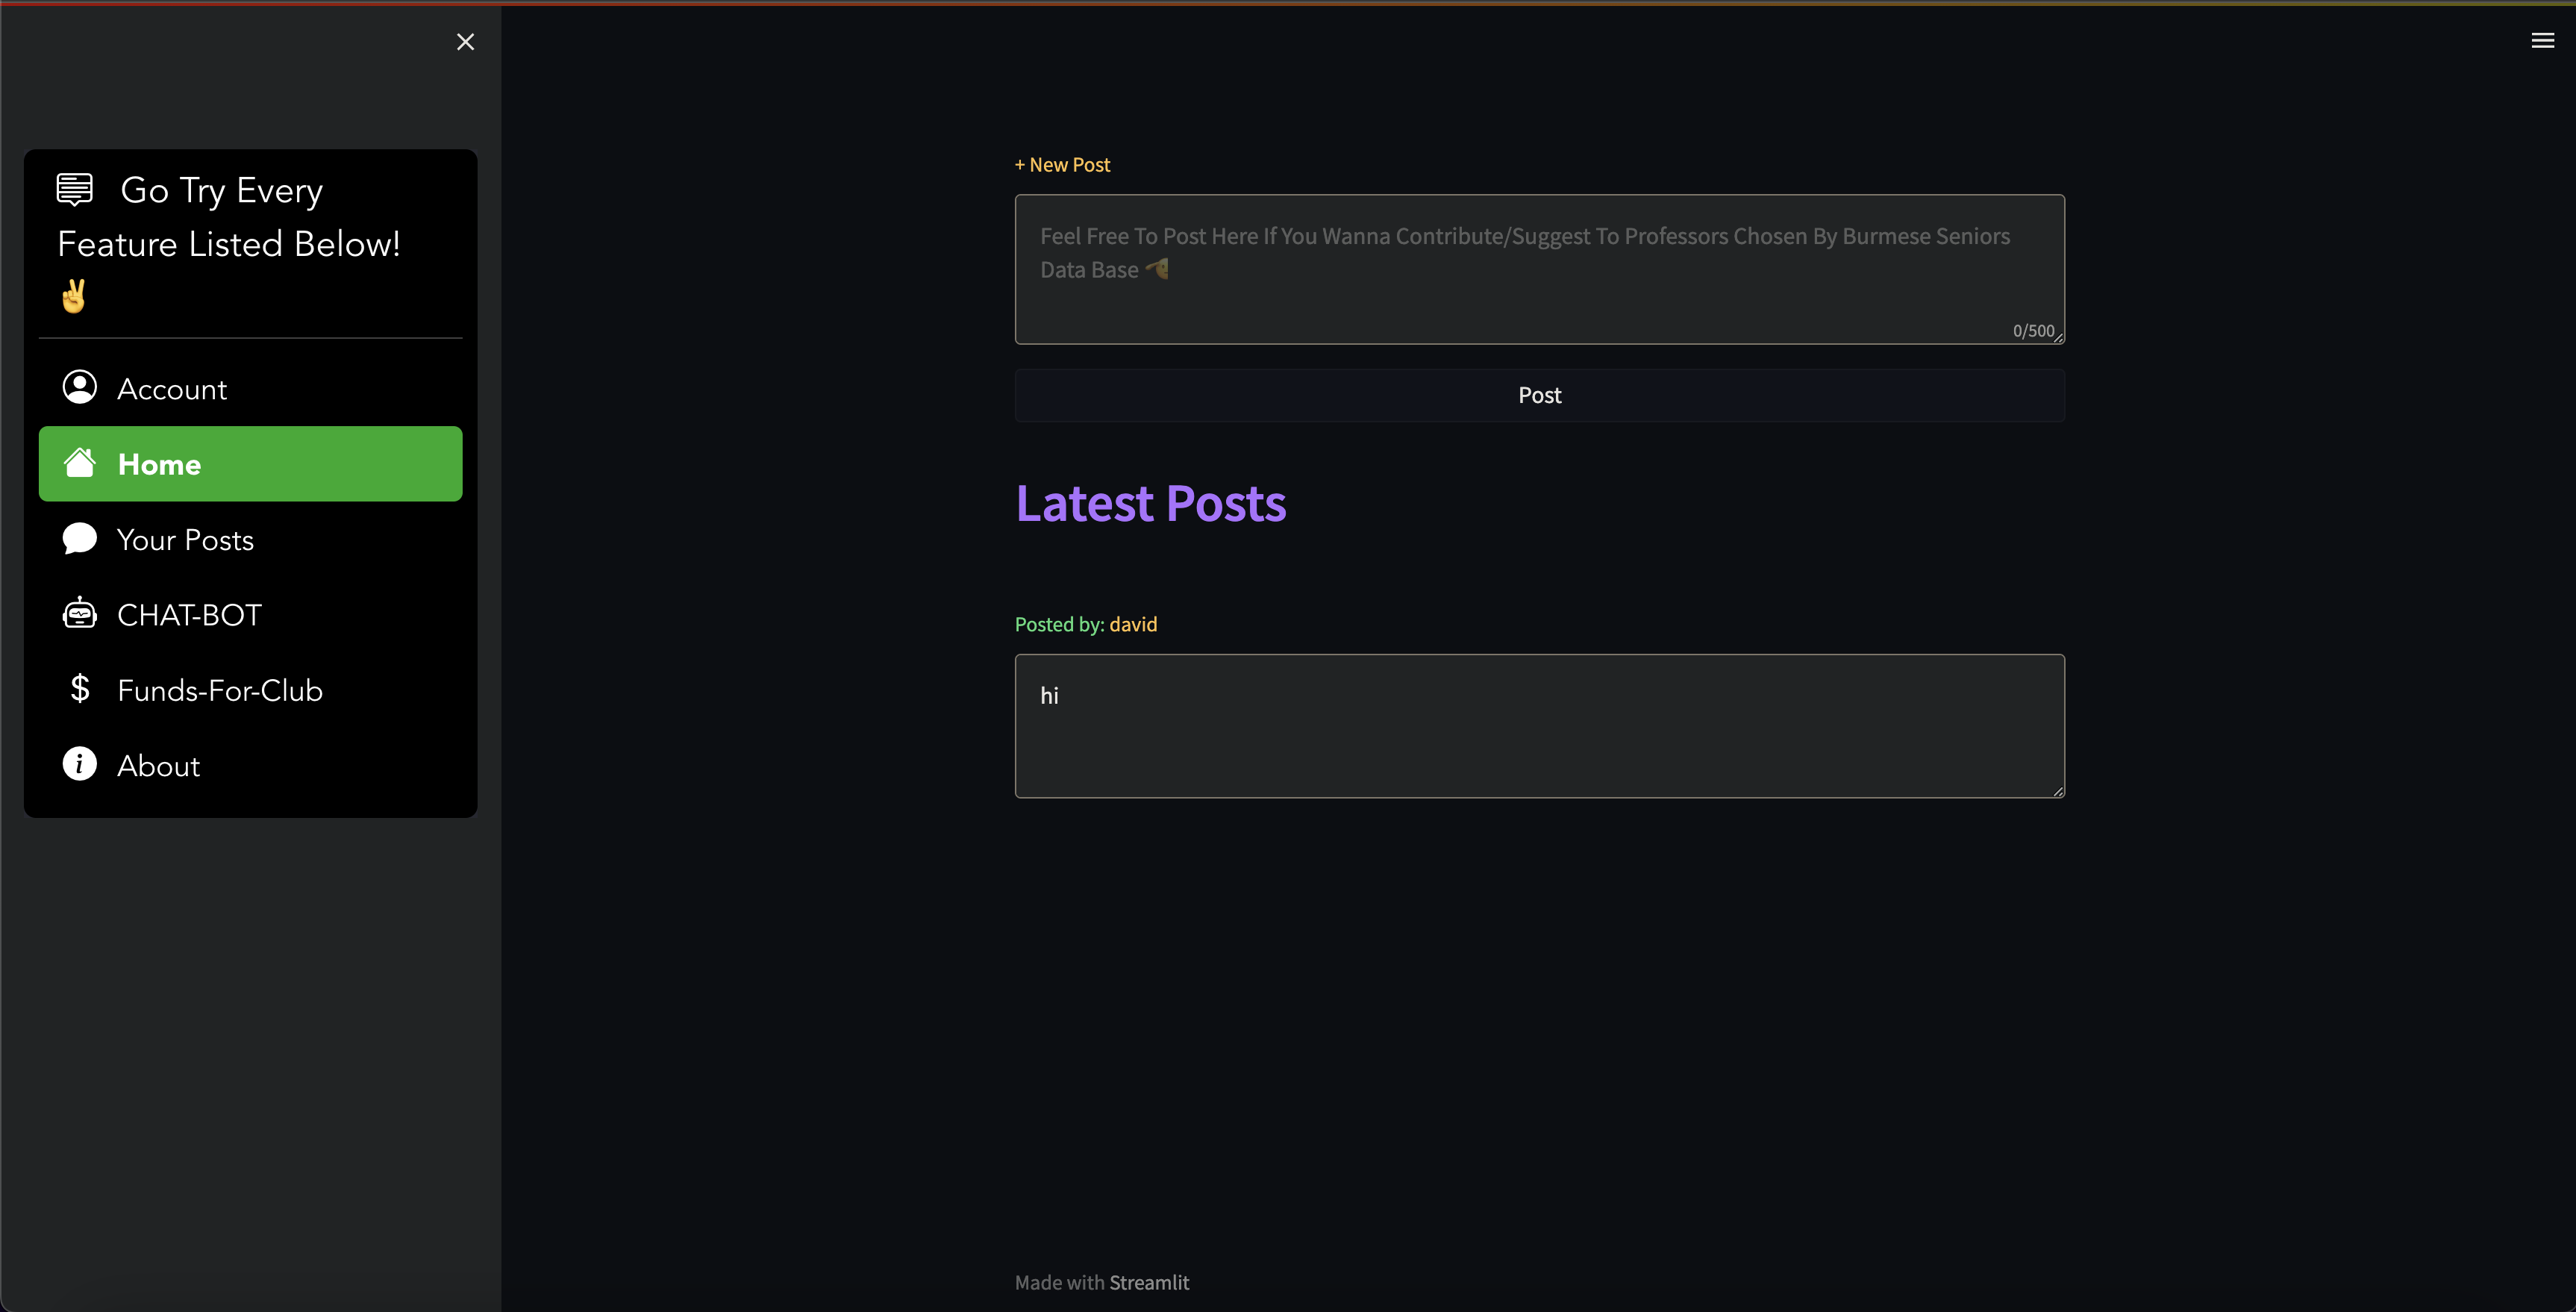 Go Try Every
Feature Listed Below!
✌️
Account
Home
Your Posts
CHAT-BOT
Funds-For-Club
About
+ New Post
Feel Free To Post Here If You Wanna Contribute/Suggest To Professors Chosen By Burmese Seniors
Data Base 🫡
0/500
Post
Latest Posts
Posted by: david
hi
Made with Streamlit